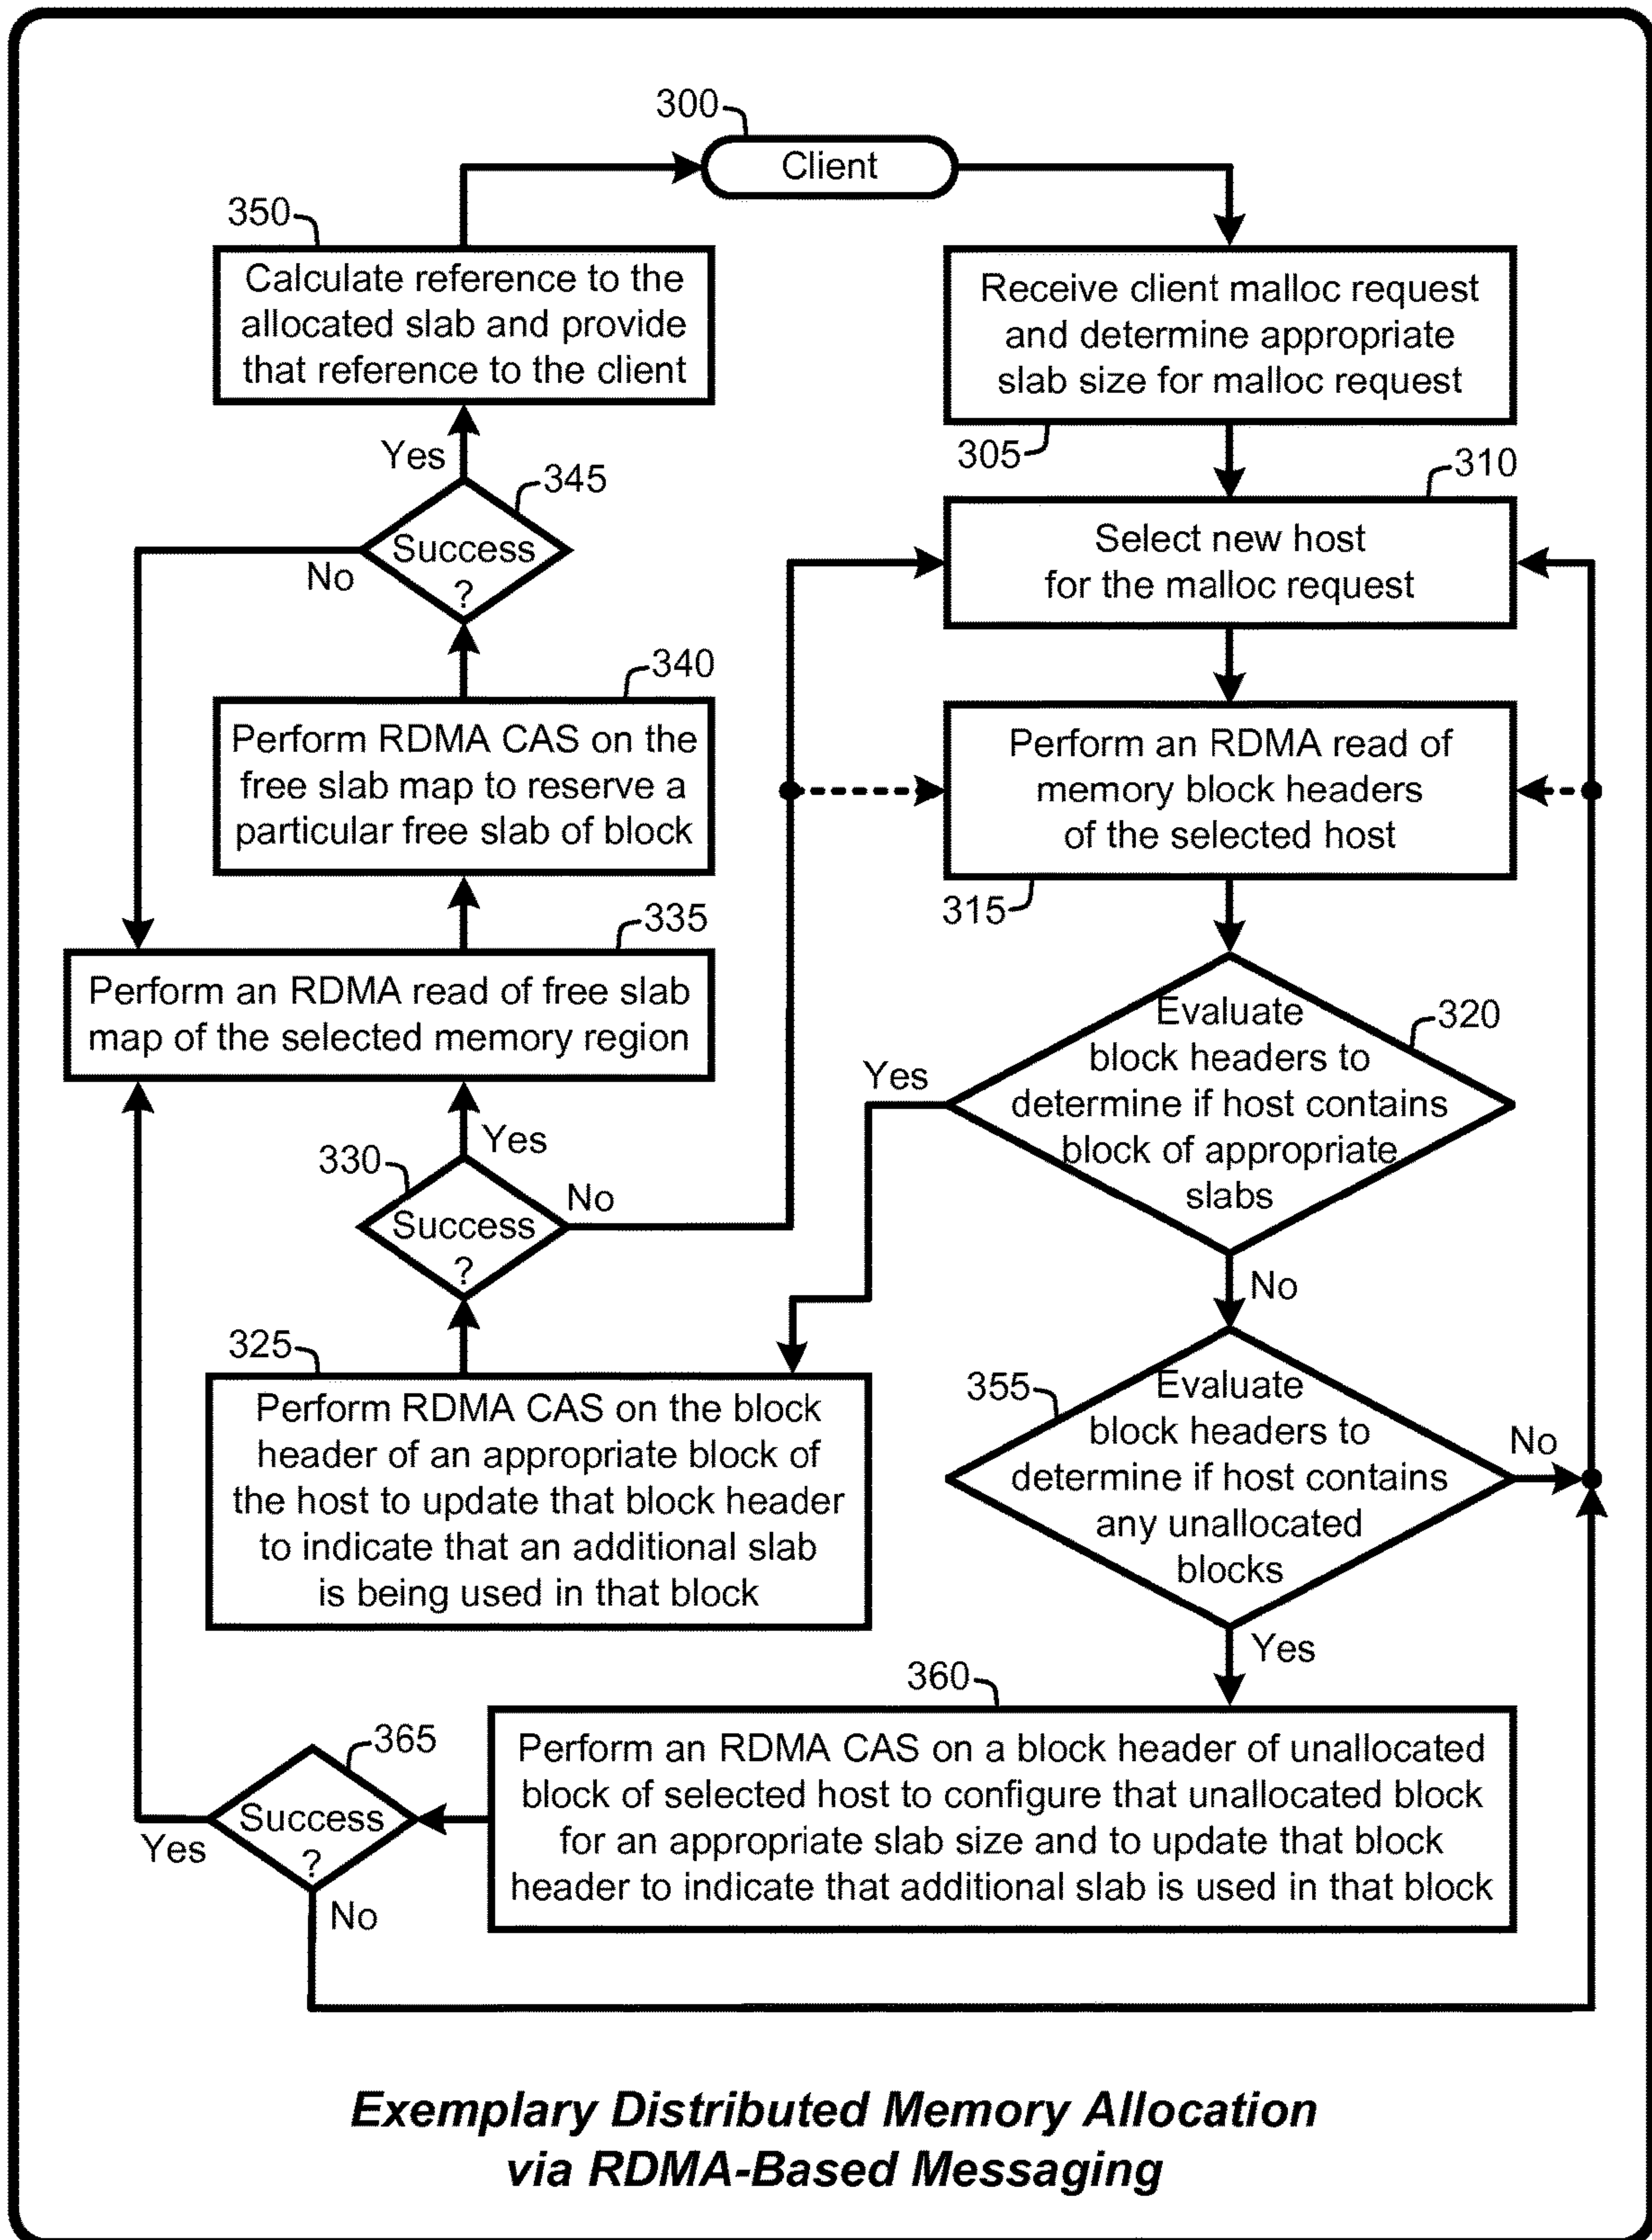 300
Client
350
Calculate reference to the
allocated slab and provide
that reference to the client
Receive client malloc request
and determine appropriate
slab size for malloc request
305
Yes
345
Success
?
No
310
Select new host
for the malloc request
340
Perform RDMA CAS on the
free slab map to reserve a
particular free slab of block
Perform an RDMA read of
memory block headers
of the selected host
315
335
Perform an RDMA read of free slab
map of the selected memory region
320
Evaluate
block headers to
determine if host contains
block of appropriate
slabs
Yes
No
Yes
330
Success
?
No
325
Perform RDMA CAS on the block
header of an appropriate block of
the host to update that block header
to indicate that an additional slab
is being used in that block
355
Evaluate
block headers to
determine if host contains
any unallocated
blocks
No
Yes
360
Perform an RDMA CAS on a block header of unallocated
block of selected host to configure that unallocated block
for an appropriate slab size and to update that block
header to indicate that additional slab is used in that block
365
Success
?
Yes
No
Exemplary Distributed Memory Allocation
via RDMA-Based Messaging